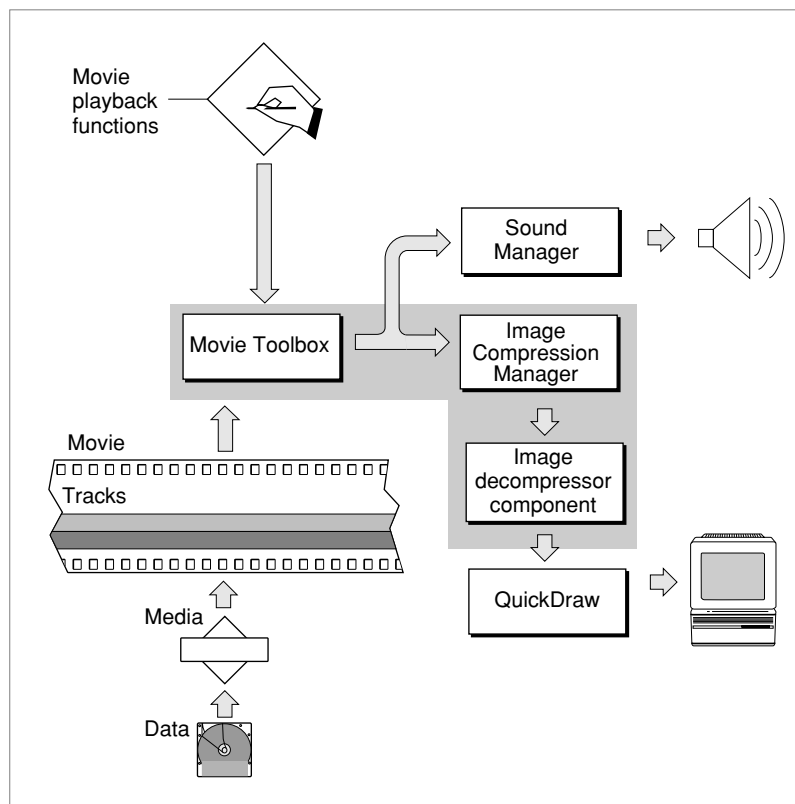 Movie
playback
functions
Sound
Manager
Movie Toolbox
Image
Compression
Manager
Movie
Tracks
Image
decompressor
component
QuickDraw
Media
Data